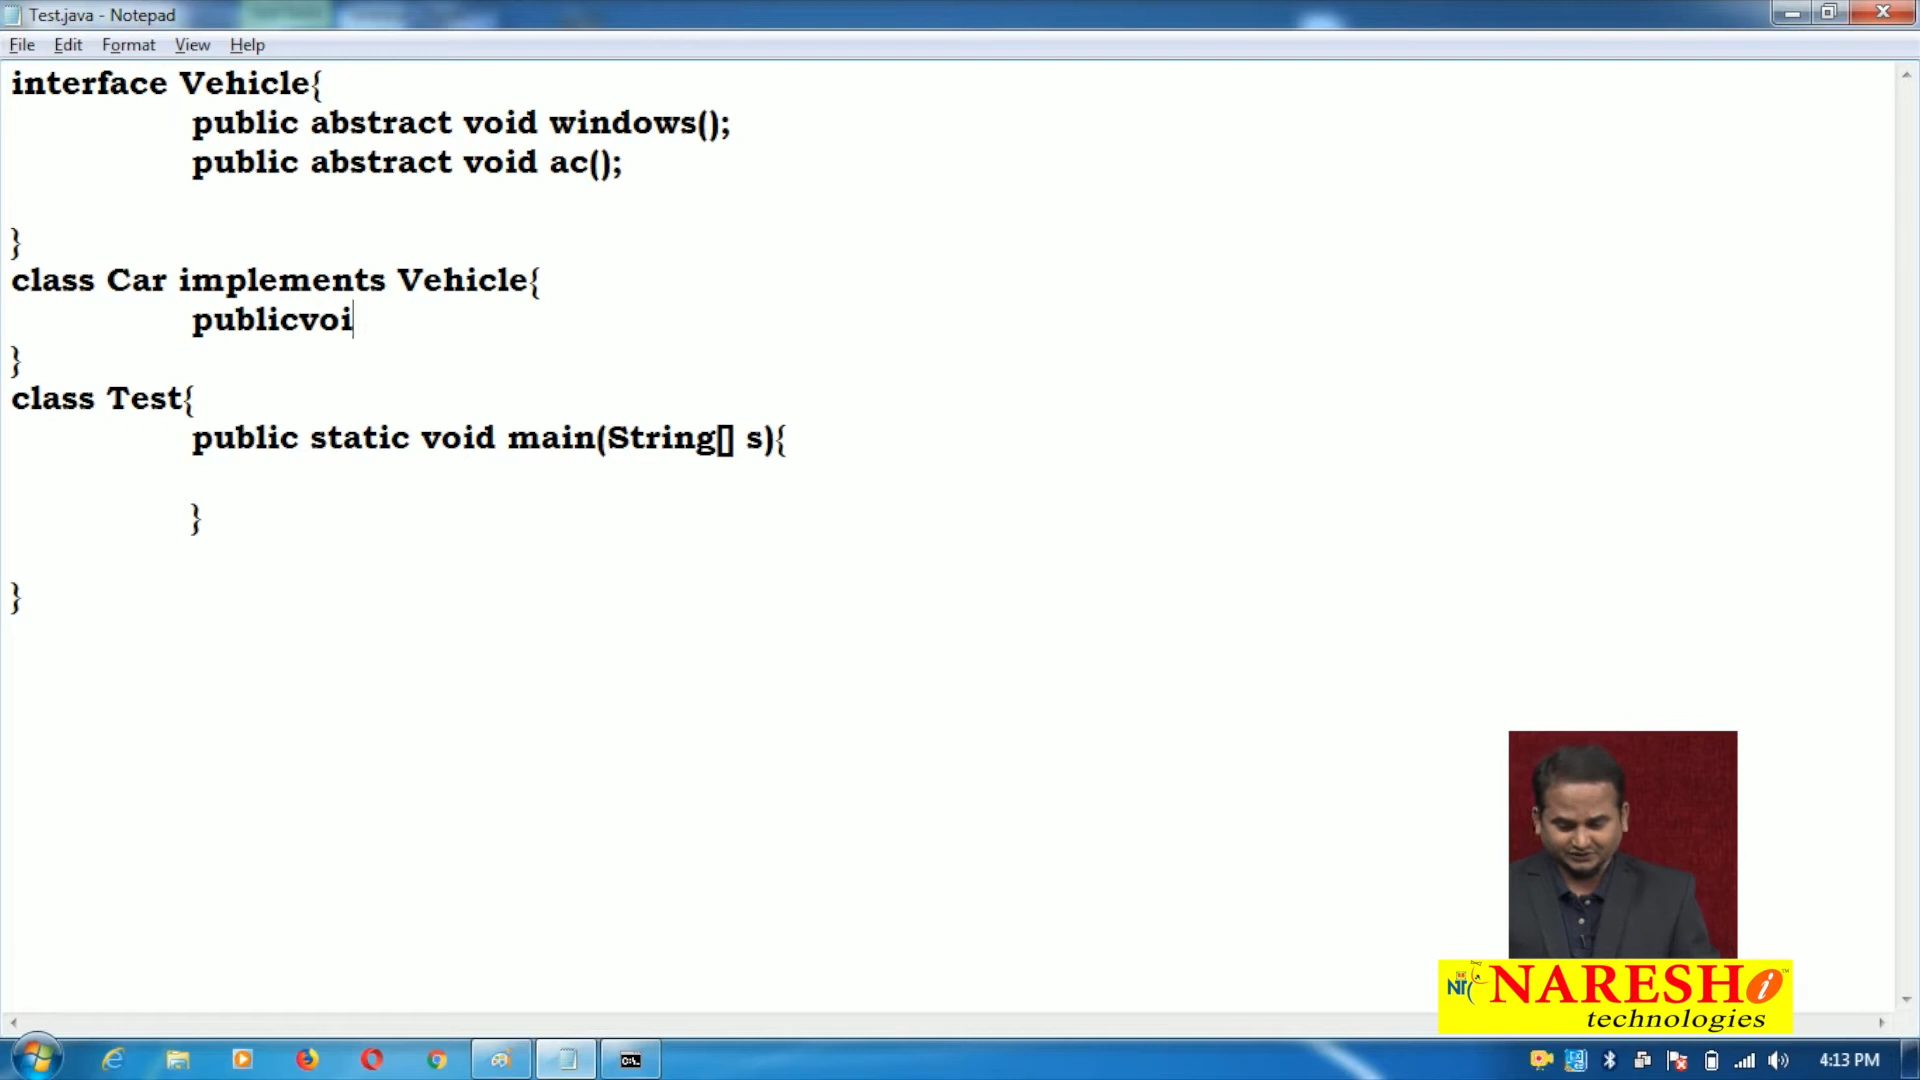 Test.java - Notepad
File Edit Format View Help
interface Vehicle{
public abstract void windows();
public abstract void ac();
}
class Car implements Vehicle{
publicvoi
}
class Test{
public static void main(String[] s){
}
}
NARESHi
technologies
4:13 PM